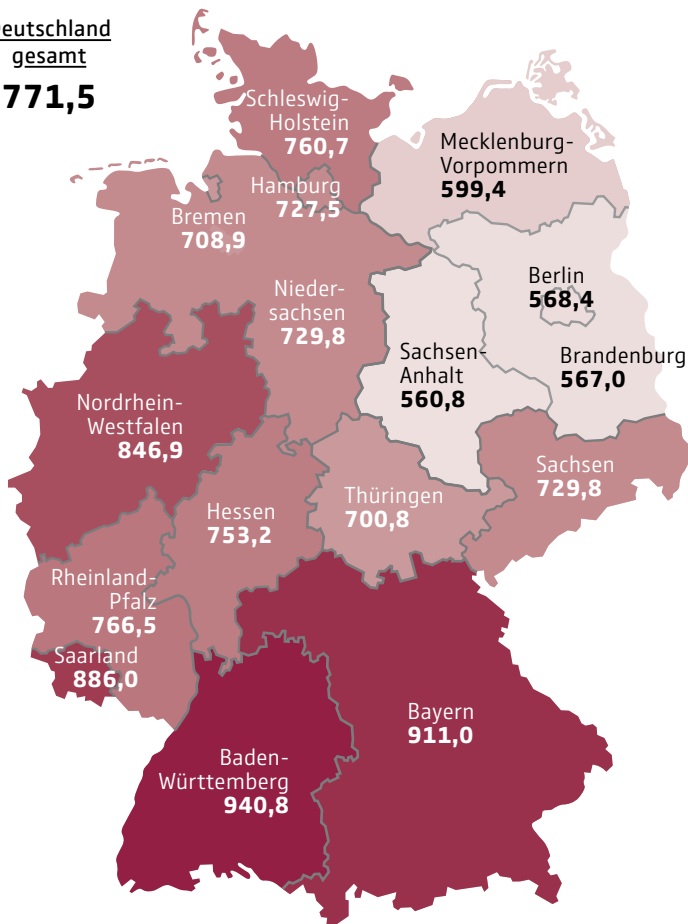 eutschland
gesamt
771,5
Schleswig-
Holstein
760,7
Mecklenburg-
Vorpommern
599,4
Hamburg
727,5
Bremen
708,9
Berlin
568,4
Nieder-
sachsen
729,8
Sachsen-
Anhalt
560,8
Brandenburg
567,0
Nordrhein-
Westfalen
846,9
Sachsen
729,8
Thüringen
700,8
Hessen
753,2
Rheinland-
Pfalz
766,5
Saarland
886,0
Bayern
911,0
Baden-
Württemberg
940,8